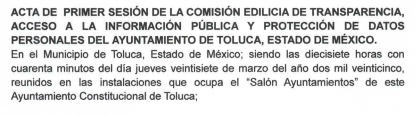 ACTA DE PRIMER SESIÓN DE LA COMISIÓN EDILICIA DE TRANSPARENCIA,
ACCESO A LA INFORMACIÓN PÚBLICA Y PROTECCIÓN DE DATOS
PERSONALES DEL AYUNTAMIENTO DE TOLUCA, ESTADO DE MÉXICO.
En el Municipio de Toluca, Estado de México; siendo las diecisiete horas con
cuarenta minutos del día jueves veintisiete de marzo del año dos mil veinticinco,
reunidos en las instalaciones que ocupa el “Salón Ayuntamientos” de este
Ayuntamiento Constitucional de Toluca;